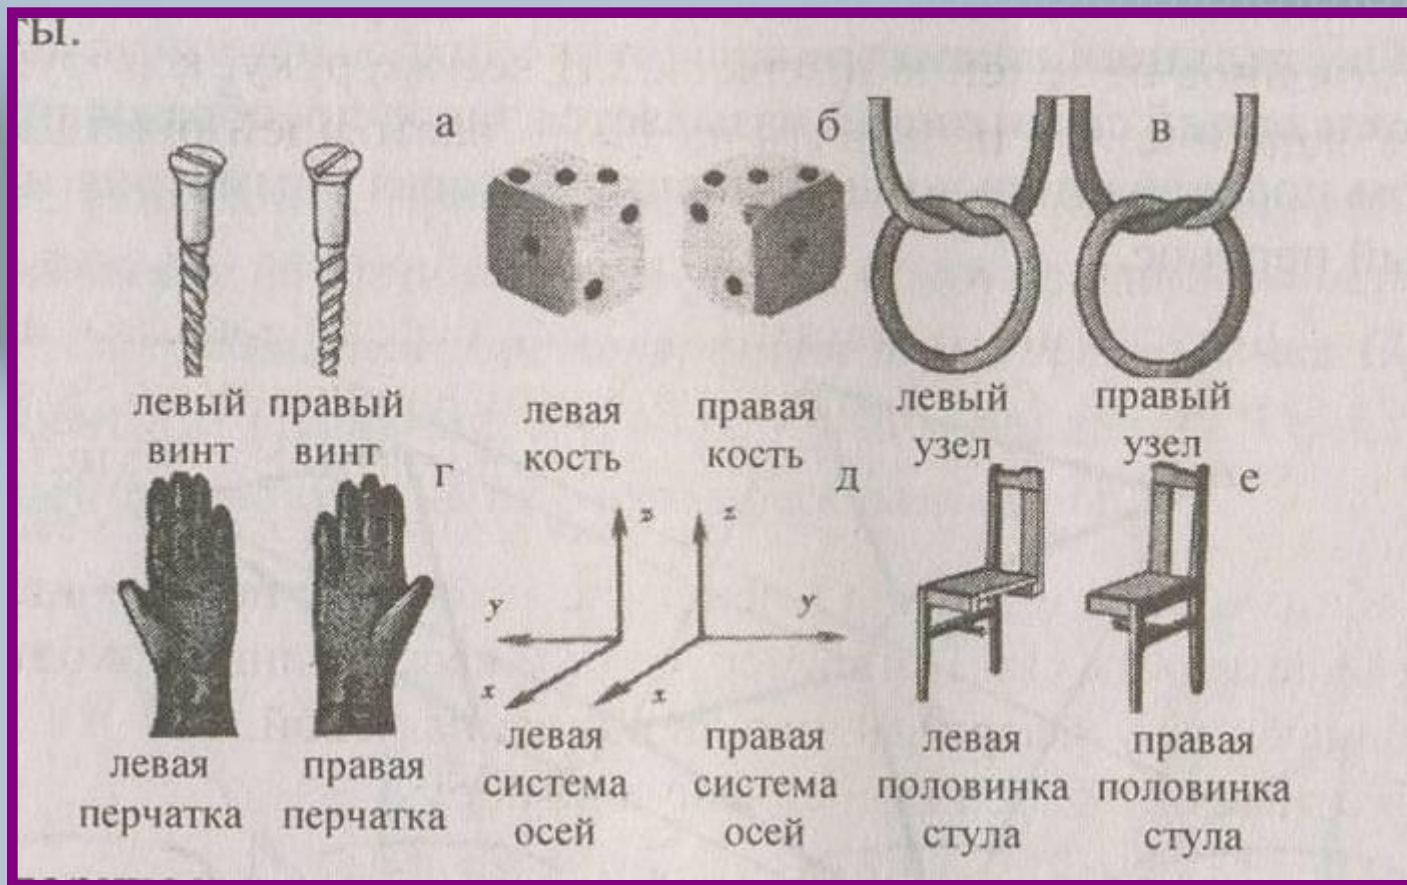 ты.
а
б
в
левый правый
винт винт
левая
кость
правая
кость
левый
узел
правый
узел
г
д
е
z
z
y
y
x
x
левая
перчатка
правая
перчатка
левая
система
осей
правая
система
осей
левая
половинка
стула
правая
половинка
стула